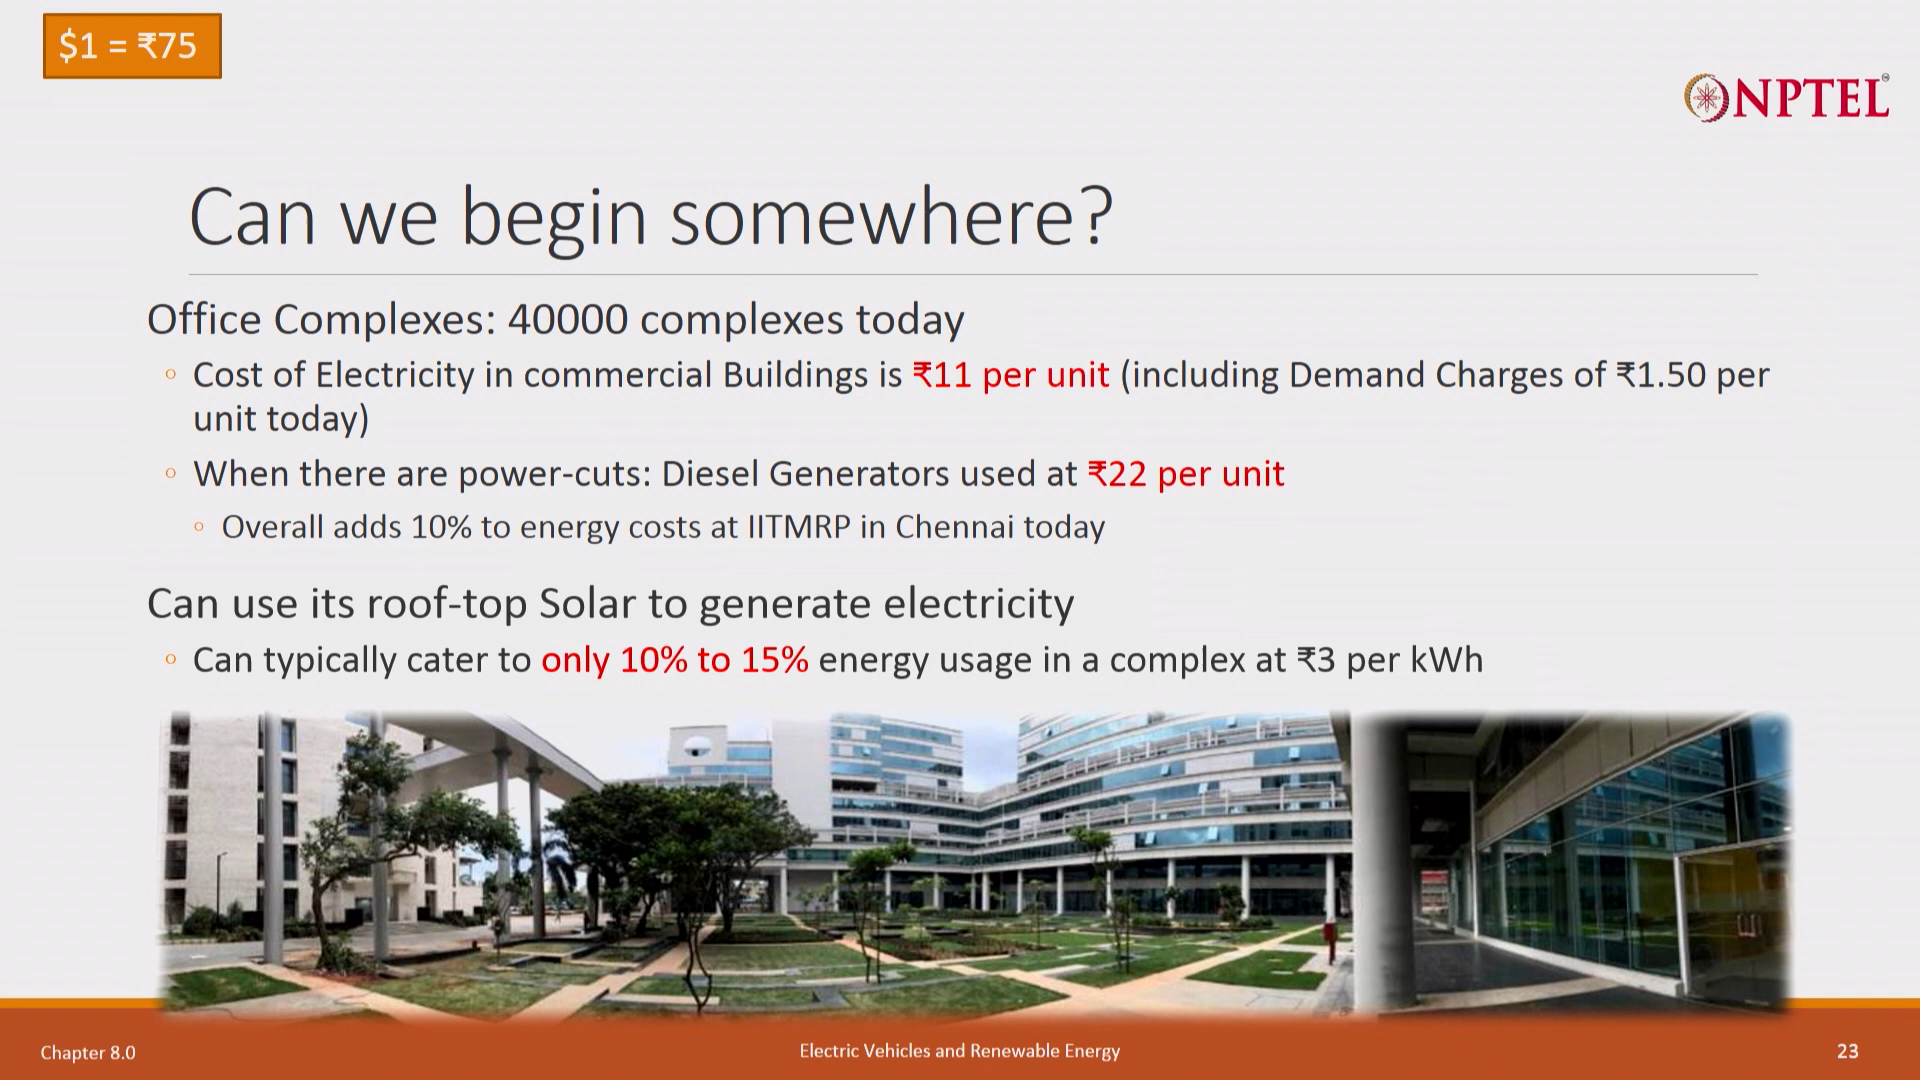 $1 = ₹75
NPTEL
Can we begin somewhere?
Office Complexes: 40000 complexes today
Cost of Electricity in commercial Buildings is ₹11 per unit (including Demand Charges of ₹1.50 per
unit today)
When there are power-cuts: Diesel Generators used at ₹22 per unit
Overall adds 10% to energy costs at IITMRP in Chennai today
Can use its roof-top Solar to generate electricity
Can typically cater to only 10% to 15% energy usage in a complex at ₹3 per kWh
Chapter 8.0
Electric Vehicles and Renewable Energy
23